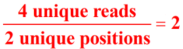 4 unique reads
2 unique positions
= 2